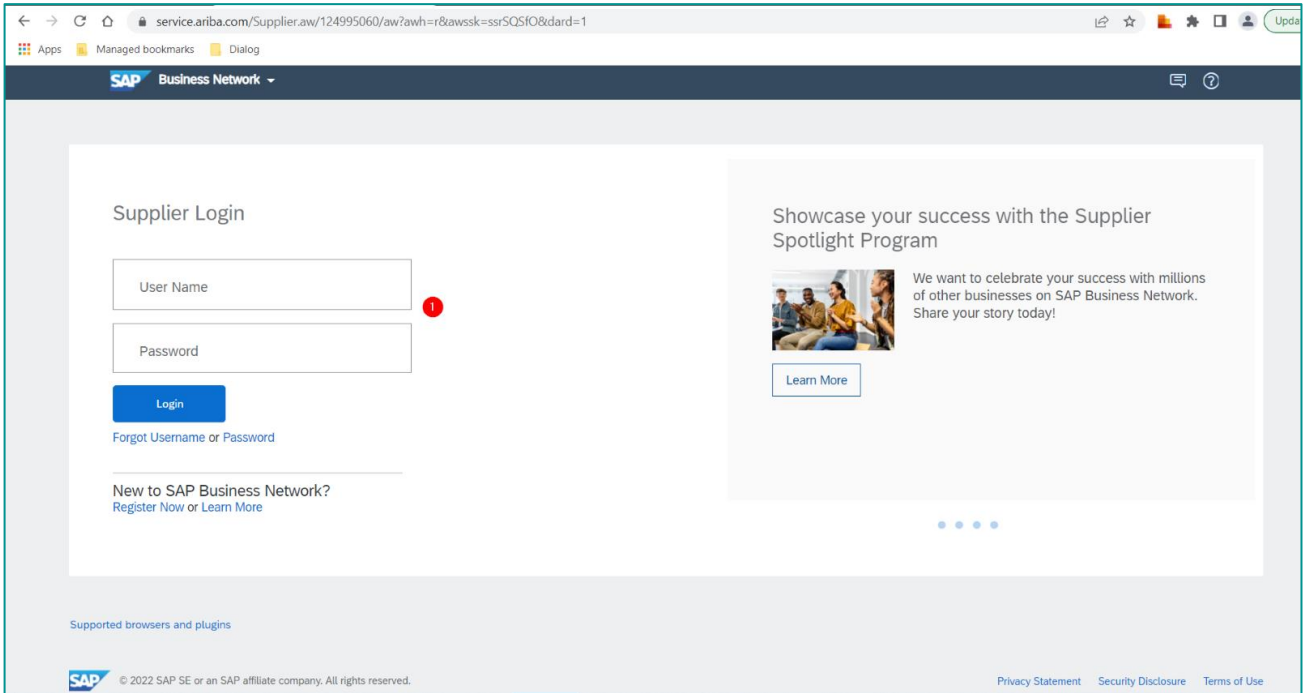 service.ariba.com/Supplier.aw/124995060/aw?awh=r&awssk=ssrSQSfO&dard=1
Upda
Apps Managed bookmarks Dialog
SAP Business Network
Supplier Login
User Name
1
Password
Login
Forgot Username or Password
New to SAP Business Network?
Register Now or Learn More
Showcase your success with the Supplier
Spotlight Program
We want to celebrate your success with millions
of other businesses on SAP Business Network.
Share your story today!
Learn More
Supported browsers and plugins
SAP © 2022 SAP SE or an SAP affiliate company. All rights reserved.
Privacy Statement Security Disclosure Terms of Use